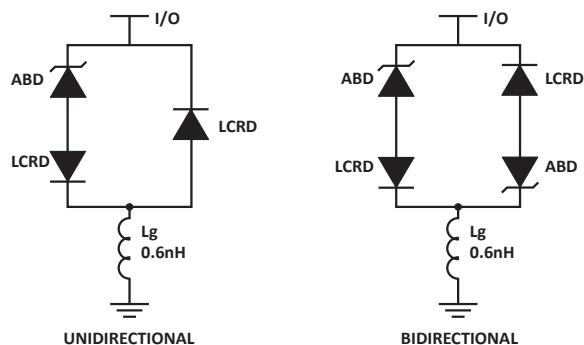 I/O
ABD
LCRD
LCRD
Lg
0.6nH
UNIDIRECTIONAL
I/O
ABD
LCRD
LCRD
ABD
Lg
0.6nH
BIDIRECTIONAL